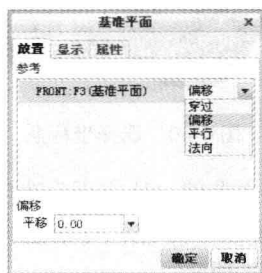 基准平面 x
放置 显示 属性
参考
FRONT:F3(基准平面) 偏移
穿过
偏移
平行
法向
偏移
平移 0.00
确定 取消